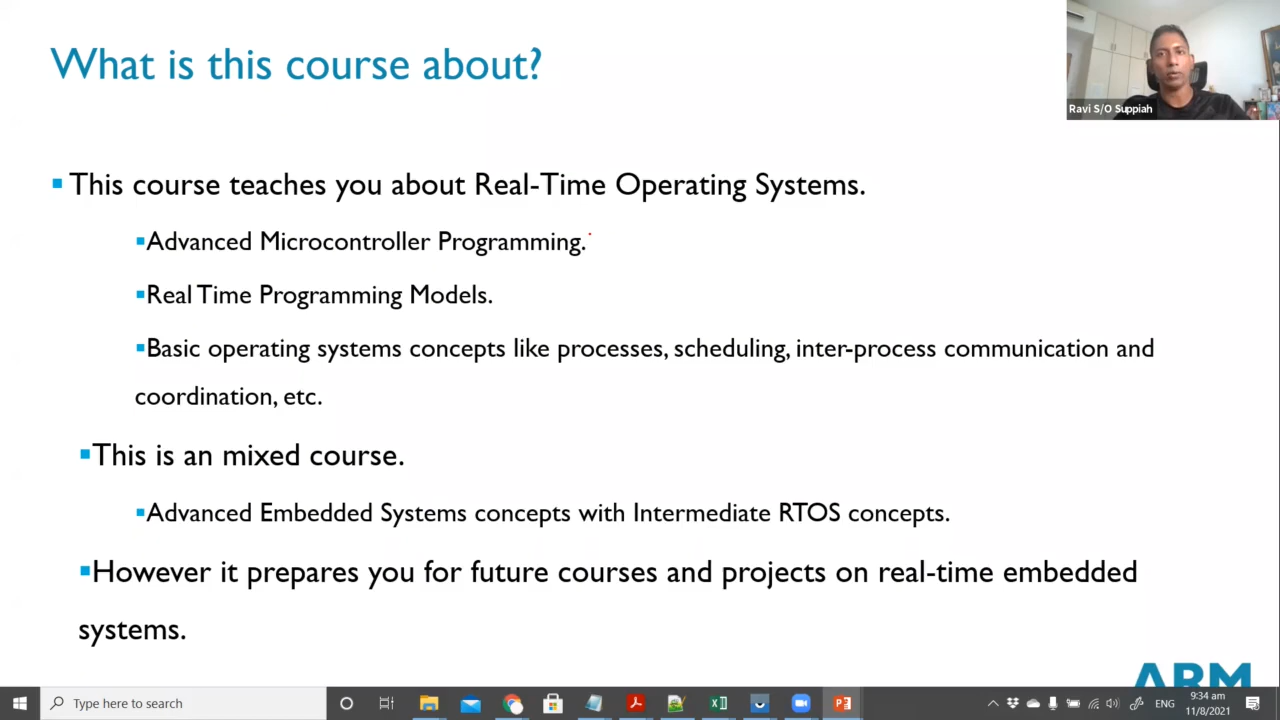 What is this course about?
Ravi S/O Suppiah
This course teaches you about Real-Time Operating Systems.
Advanced Microcontroller Programming.
Real Time Programming Models.
Basic operating systems concepts like processes, scheduling, inter-process communication and
coordination, etc.
This is an mixed course.
Advanced Embedded Systems concepts with Intermediate RTOS concepts.
However it prepares you for future courses and projects on real-time embedded
systems.
ARM
Type here to search
ENG
9:34 am
11/8/2021